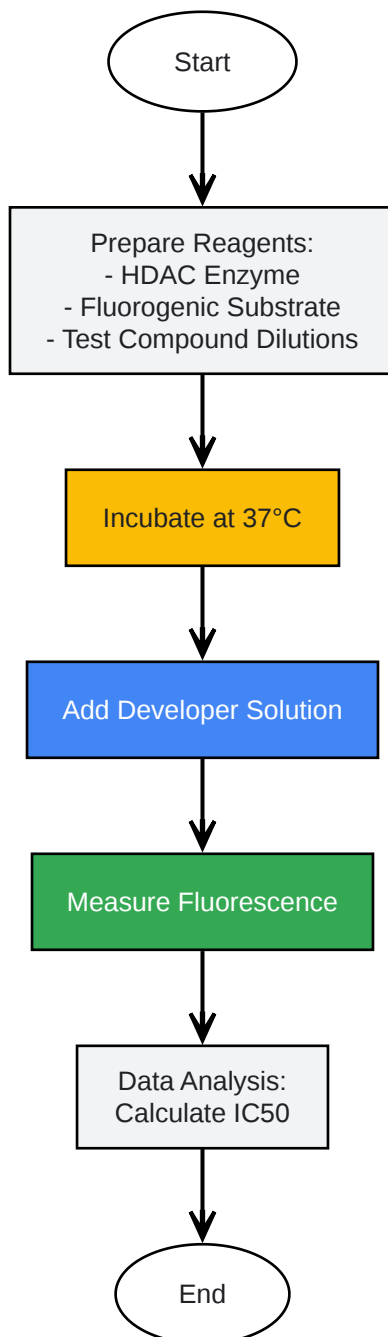 Start
Prepare Reagents:
- HDAC Enzyme
- Fluorogenic Substrate
- Test Compound Dilutions
Incubate at 37°C
Add Developer Solution
Measure Fluorescence
Data Analysis:
Calculate IC50
End